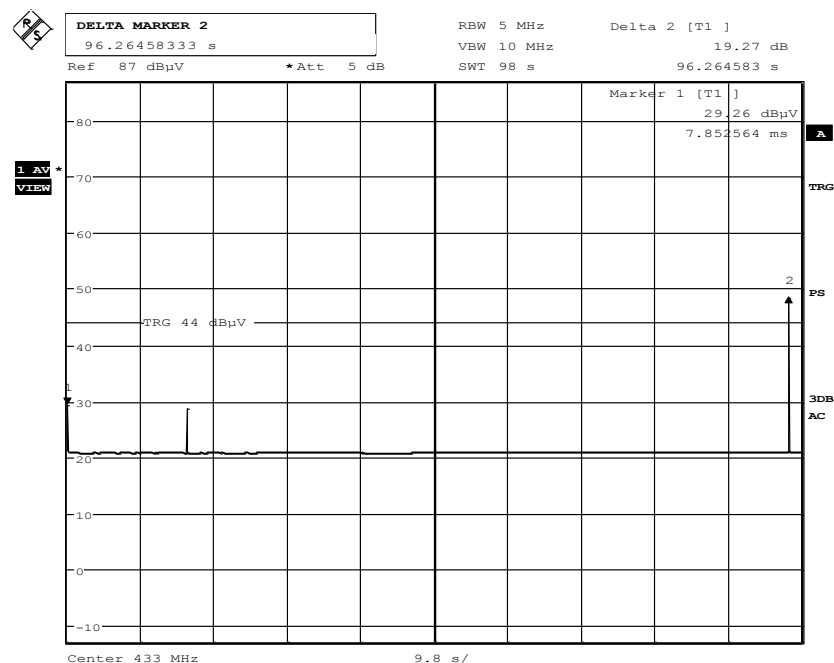 R
S
DELTA MARKER 2
96.26458333 s
RBW 5 MHz
Delta 2 [T1 ]
VBW 10 MHz
19.27 dB
Ref 87 dBµV
*Att 5 dB
SWT 98 s
96.264583 s
Marker 1 [T1 ]
29.26 dBµV
7.852564 ms
A
80
1 AV *
VIEW
70
TRG
60
50
2
PS
TRG 44 dBµV
40
1
30
3DB
AC
20
10
0
-10
Center 433 MHz
9.8 s/